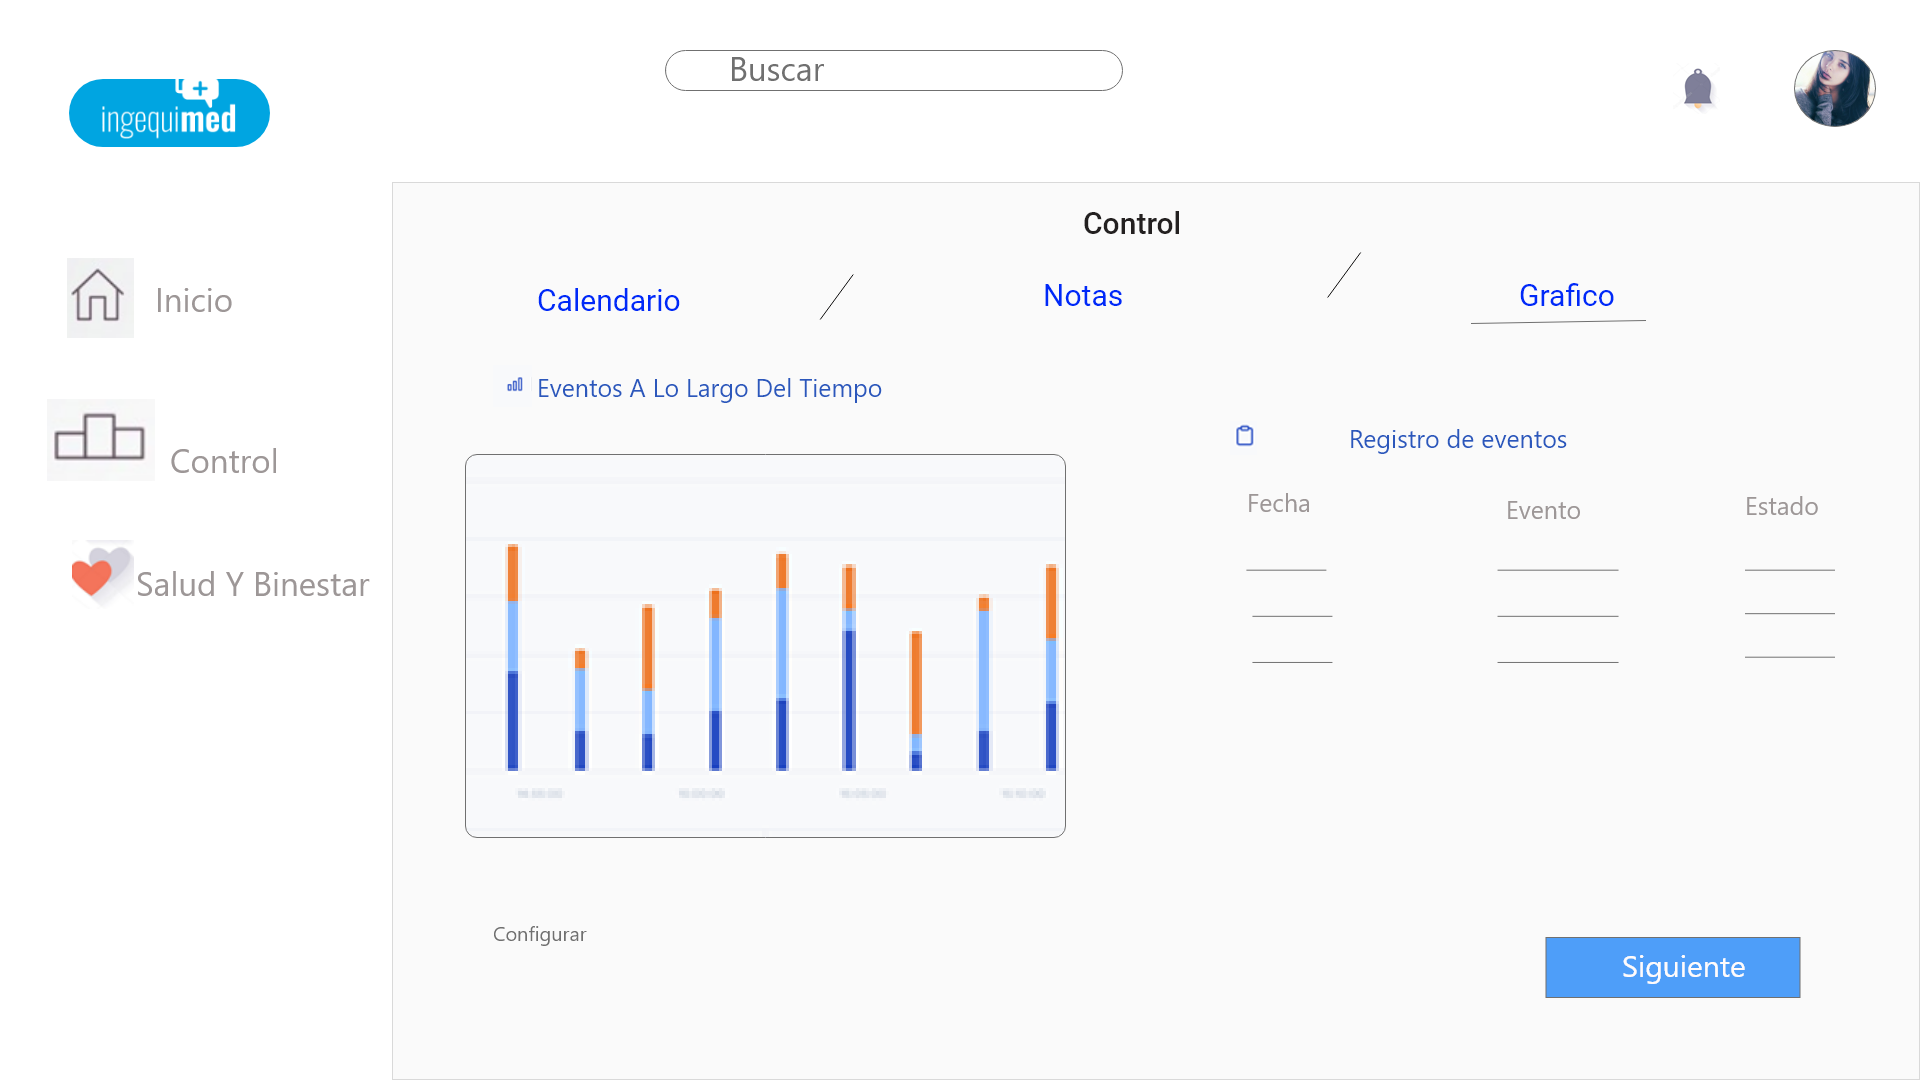 Buscar
ingequimed
Control
Calendario
Notas
Grafico
Inicio
Control
Salud Y Binestar
Eventos A Lo Largo Del Tiempo
Registro de eventos
Fecha
Evento
Estado
Configurar
Siguiente